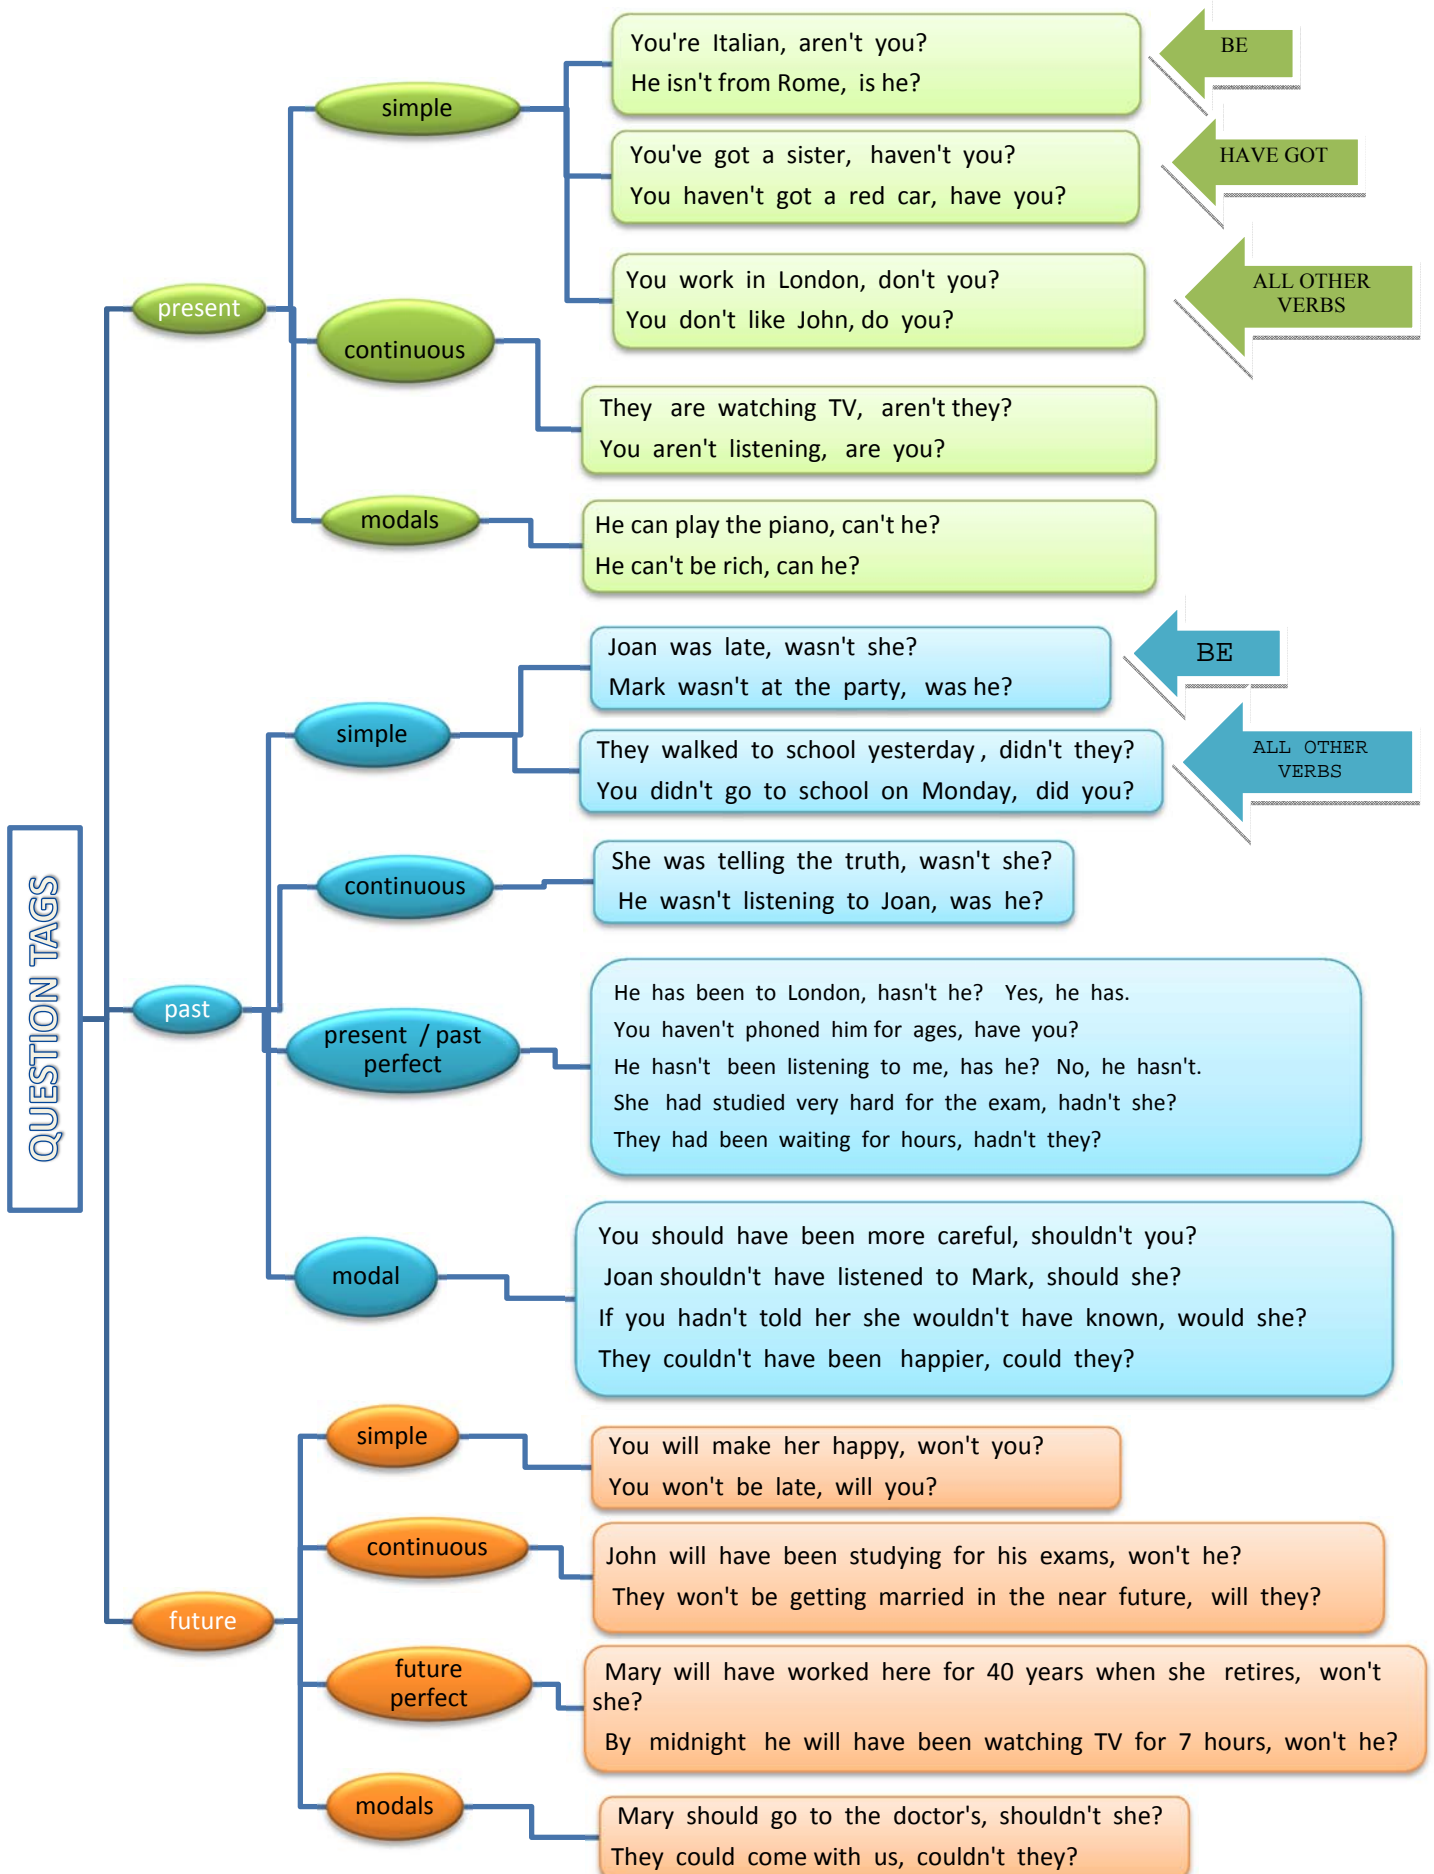 QUESTION TAGS
present
simple
You're Italian, aren't you?
He isn't from Rome, is he?
BE
You've got a sister, haven't you?
You haven't got a red car, have you?
HAVE GOT
You work in London, don't you?
You don't like John, do you?
ALL OTHER
VERBS
continuous
They are watching TV, aren't they?
You aren't listening, are you?
modals
He can play the piano, can't he?
He can't be rich, can he?
past
simple
Joan was late, wasn't she?
Mark wasn't at the party, was he?
BE
They walked to school yesterday , didn't they?
You didn't go to school on Monday, did you?
ALL OTHER
VERBS
continuous
She was telling the truth, wasn't she?
He wasn't listening to Joan, was he?
present / past
perfect
He has been to London, hasn't he? Yes, he has.
You haven't phoned him for ages, have you?
He hasn't been listening to me, has he? No, he hasn't.
She had studied very hard for the exam, hadn't she?
They had been waiting for hours, hadn't they?
modal
You should have been more careful, shouldn't you?
Joan shouldn't have listened to Mark, should she?
If you hadn't told her she wouldn't have known, would she?
They couldn't have been happier, could they?
future
simple
You will make her happy, won't you?
You won't be late, will you?
continuous
John will have been studying for his exams, won't he?
They won't be getting married in the near future, will they?
future
perfect
Mary will have worked here for 40 years when she retires, won't
she?
By midnight he will have been watching TV for 7 hours, won't he?
modals
Mary should go to the doctor's, shouldn't she?
They could come with us, couldn't they?